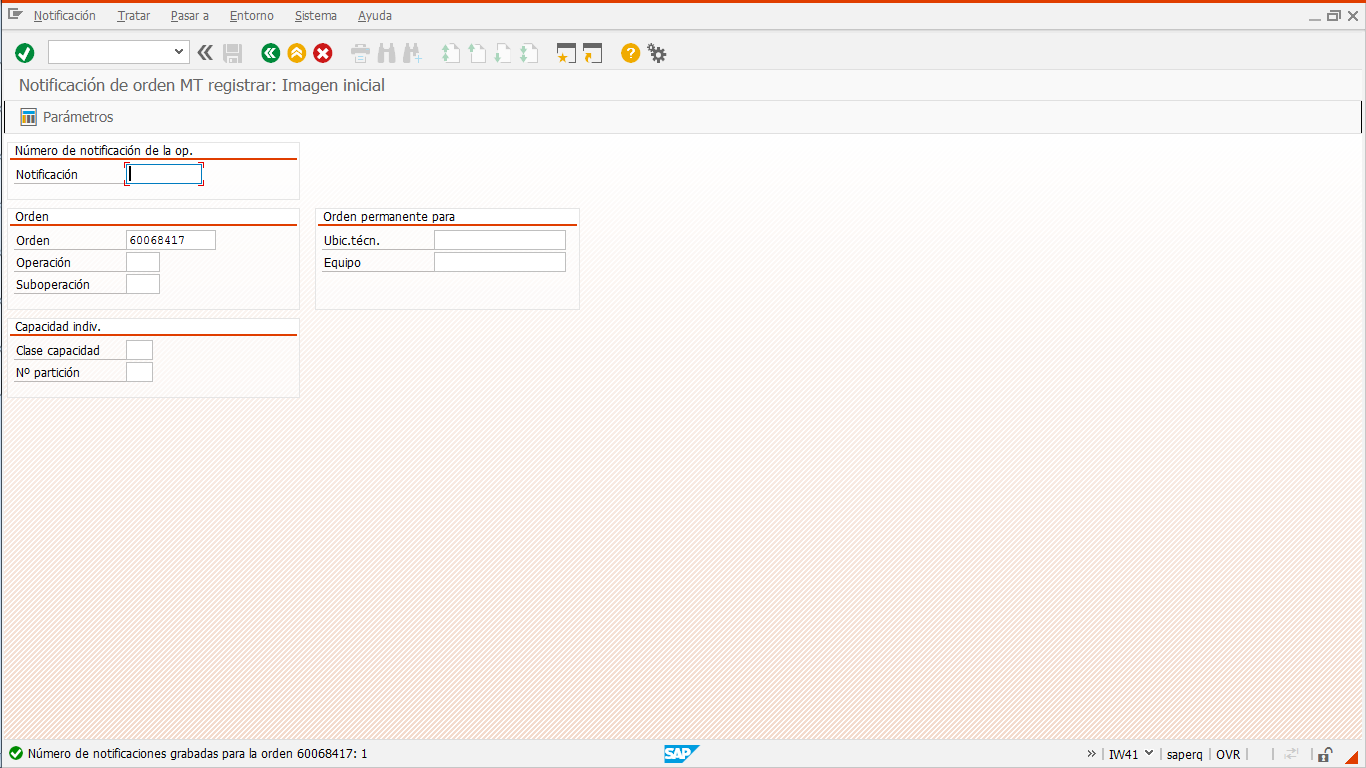 Notificación Tratar Pasar a Entorno Sistema Ayuda
Notificación de orden MT registrar: Imagen inicial
Parámetros
Número de notificación de la op.
Notificación
Orden
Orden 60068417
Operación
Suboperación
Orden permanente para
Ubic.técn.
Equipo
Capacidad indiv.
Clase capacidad
Nº partición
Número de notificaciones grabadas para la orden 60068417: 1
SAP
IW41 saperq OVR